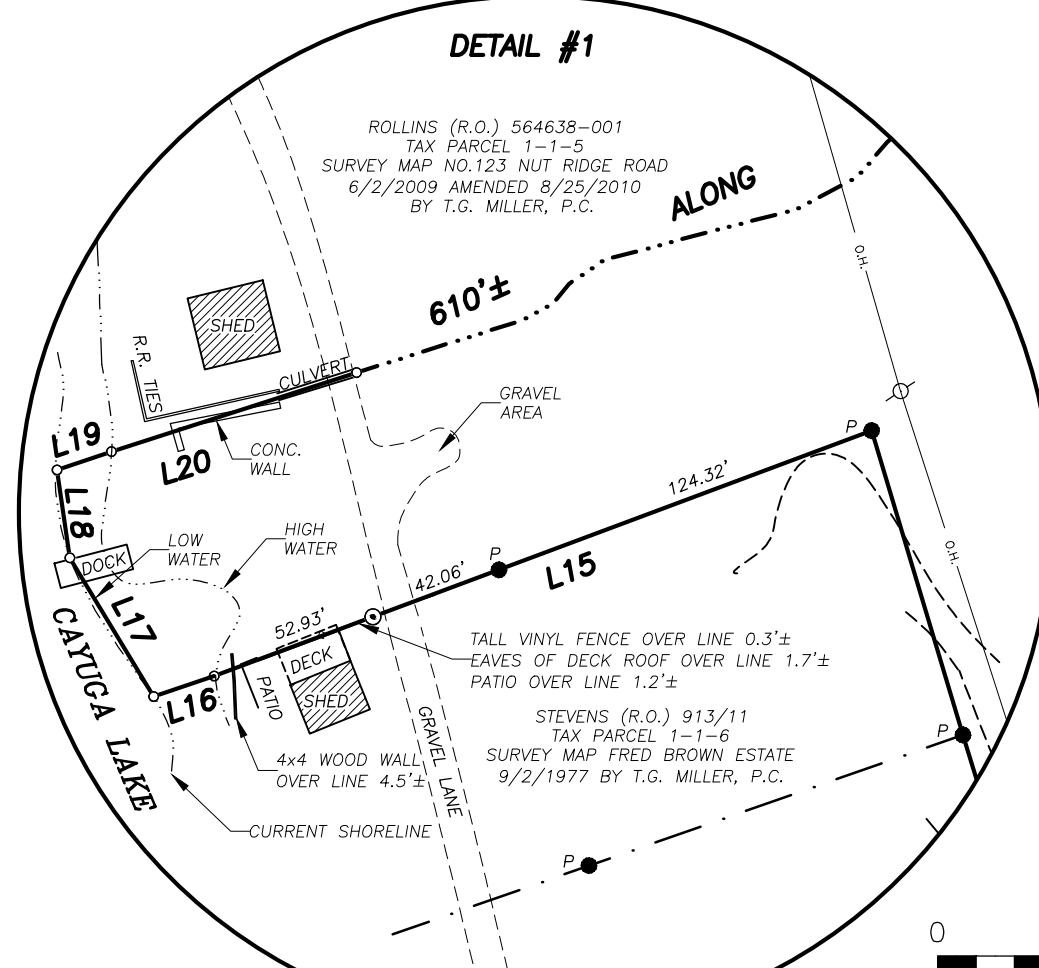 DETAIL #1
ROLLINS (R.O.) 564638-001
TAX PARCEL 1-1-5
SURVEY MAP NO.123 NUT RIDGE ROAD
6/2/2009 AMENDED 8/25/2010
BY T.G. MILLER, P.C.
ALONG
610'±
O.H.
SHED
R.R. TIES
CULVERT
GRAVEL
AREA
L19
L20
CONC.
WALL
P
124.32'
L18
LOW
WATER
HIGH
WATER
DOCK
P
42.06'
L15
O.H.
L17
52.93'
CAYUGA LAKE
DECK
TALL VINYL FENCE OVER LINE 0.3'±
EAVES OF DECK ROOF OVER LINE 1.7'±
PATIO OVER LINE 1.2'±
L16
PATIO
SHED
GRAVEL LANE
STEVENS (R.O.) 913/11
TAX PARCEL 1-1-6
SURVEY MAP FRED BROWN ESTATE
9/2/1977 BY T.G. MILLER, P.C.
P
4x4 WOOD WALL
OVER LINE 4.5'±
CURRENT SHORELINE
P
0